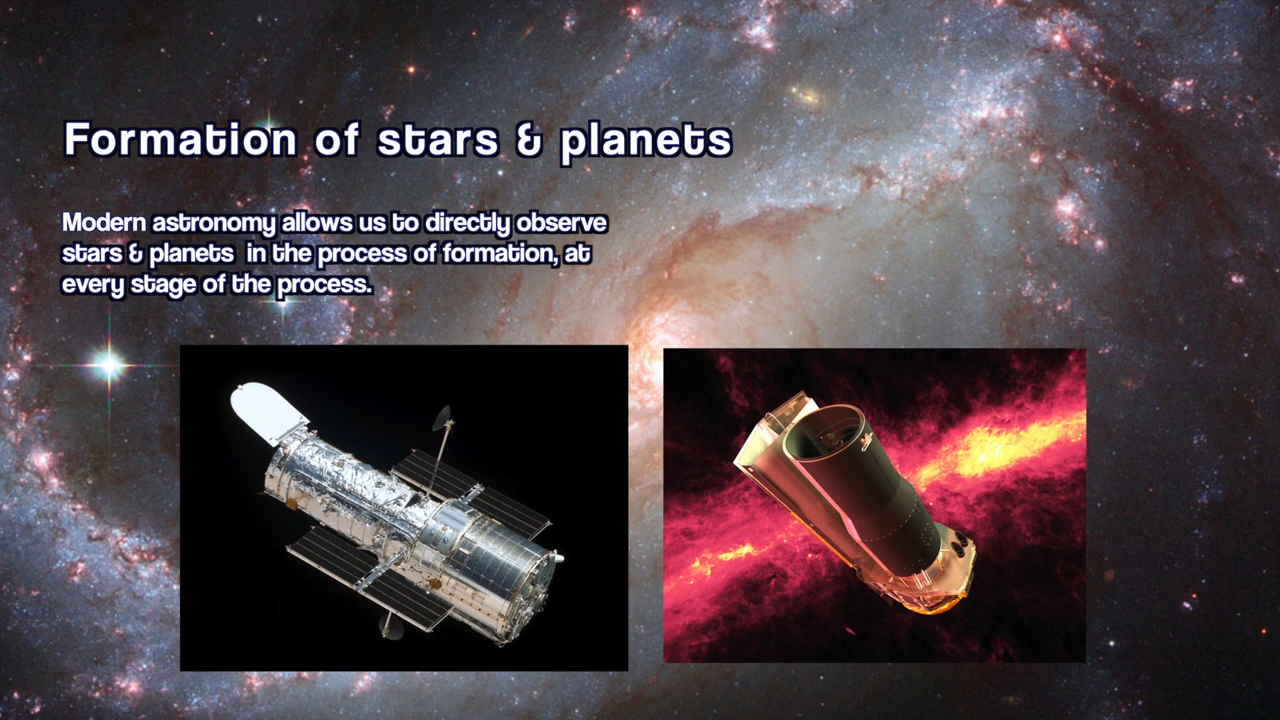 Formation of stars & planets
Modern astronomy allows us to directly observe
stars & planets  in the process of formation, at
every stage of the process.